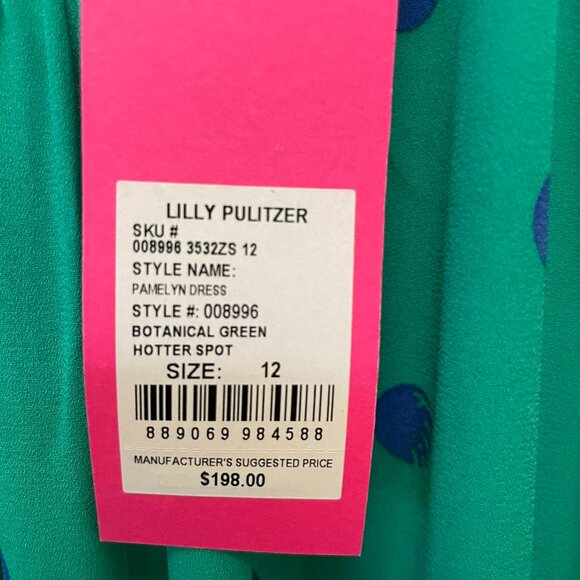 LILLY PULITZER
SKU #
008996 3532ZS 12
STYLE NAME:
PAMELYN DRESS
STYLE #: 008996
BOTANICAL GREEN
HOTTER SPOT
SIZE: 12
889069 984588
MANUFACTURER'S SUGGESTED PRICE
$198.00